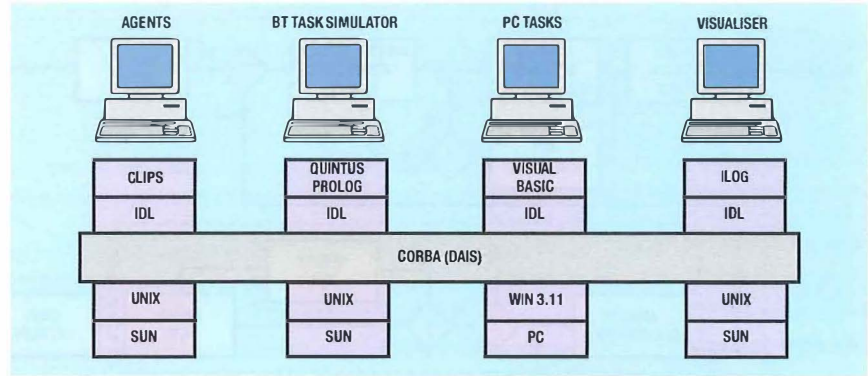 AGENTS
BT TASK SIMULATOR
PC TASKS
VISUALISER
CLIPS
QUINTUS
PROLOG
VISUAL
BASIC
ILOG
IDL
IDL
IDL
IDL
CORBA (DAIS)
UNIX
UNIX
WIN 3.11
UNIX
SUN
SUN
PC
SUN